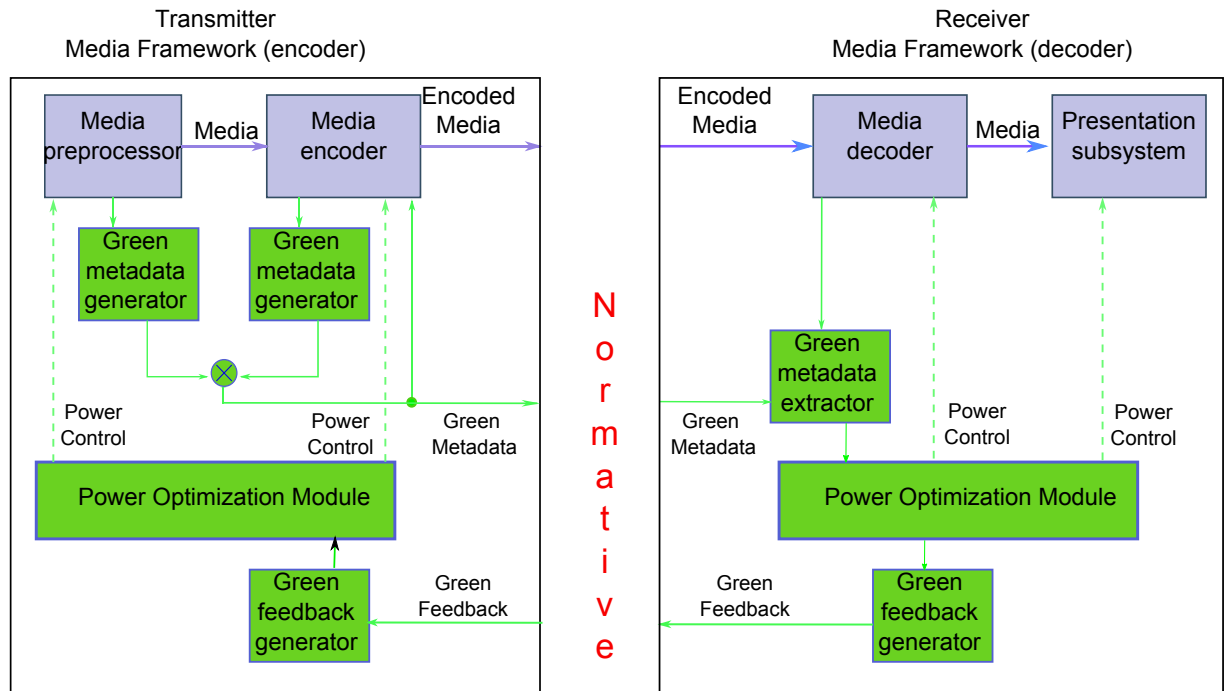 Transmitter
Media Framework (encoder)
Receiver
Media Framework (decoder)
Media
preprocessor
Media
Media
encoder
Encoded
Media
Green
metadada
generator
Green
metadada
generator
Power
Control
Power
Control
Green
Metadata
Power Optimization Module
Green
feedback
generator
Green
Feedback
N
o
r
m
a
t
i
v
e
Encoded
Media
Media
decoder
Media
Presentation
subsystem
Green
metadata
extractor
Green
Metadata
Power
Control
Power
Control
Power Optimization Module
Green
Feedback
Green
feedback
generator